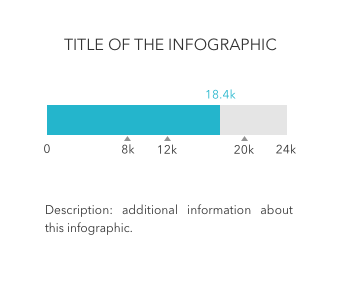 TITLE OF THE INFOGRAPHIC
18.4k
0 8k 12k 20k 24k
Description: additional information about
this infographic.